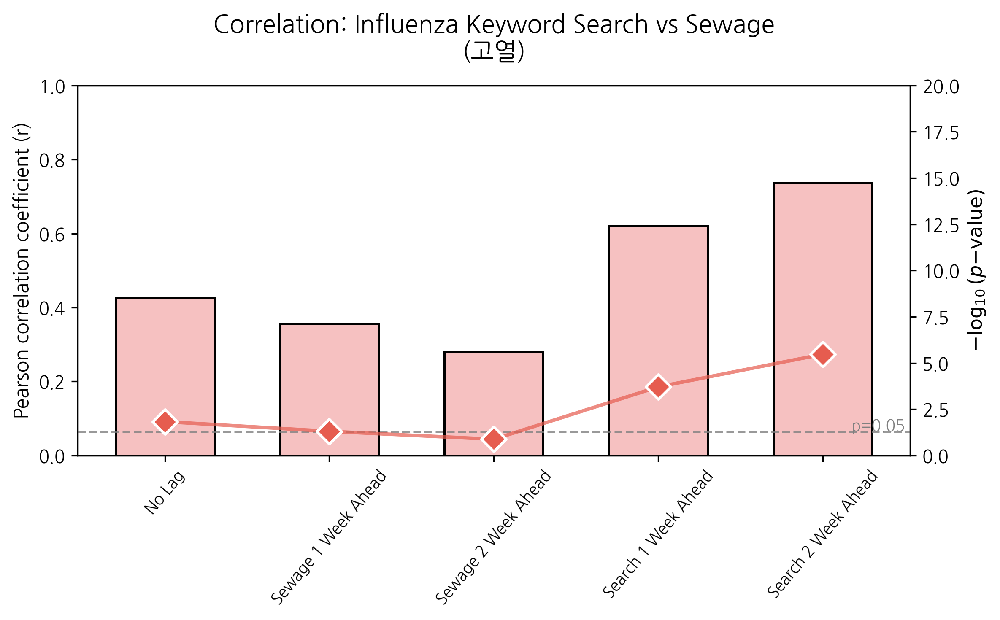 Correlation: Influenza Keyword Search vs Sewage
(고열)
Pearson correlation coefficient (r)
1.0
0.8
0.6
0.4
0.2
0.0
20.0
17.5
15.0
12.5
10.0
7.5
5.0
2.5
0.0
−log₁₀(p−value)
p=0.05
No Lag
Sewage 1 Week Ahead
Sewage 2 Week Ahead
Search 1 Week Ahead
Search 2 Week Ahead